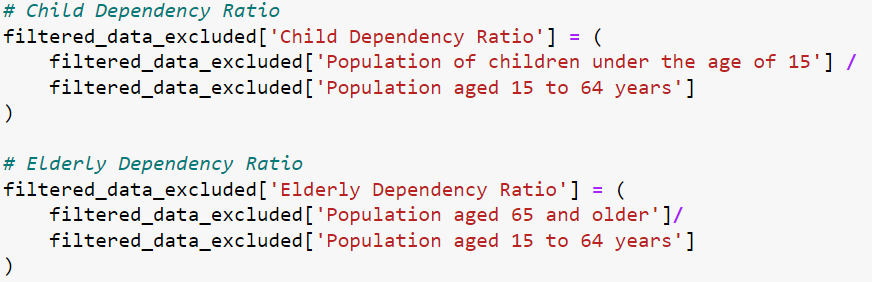 # Child Dependency Ratio
filtered_data_excluded['Child Dependency Ratio'] = (
    filtered_data_excluded['Population of children under the age of 15'] /
    filtered_data_excluded['Population aged 15 to 64 years']
)

# Elderly Dependency Ratio
filtered_data_excluded['Elderly Dependency Ratio'] = (
    filtered_data_excluded['Population aged 65 and older']/
    filtered_data_excluded['Population aged 15 to 64 years']
)